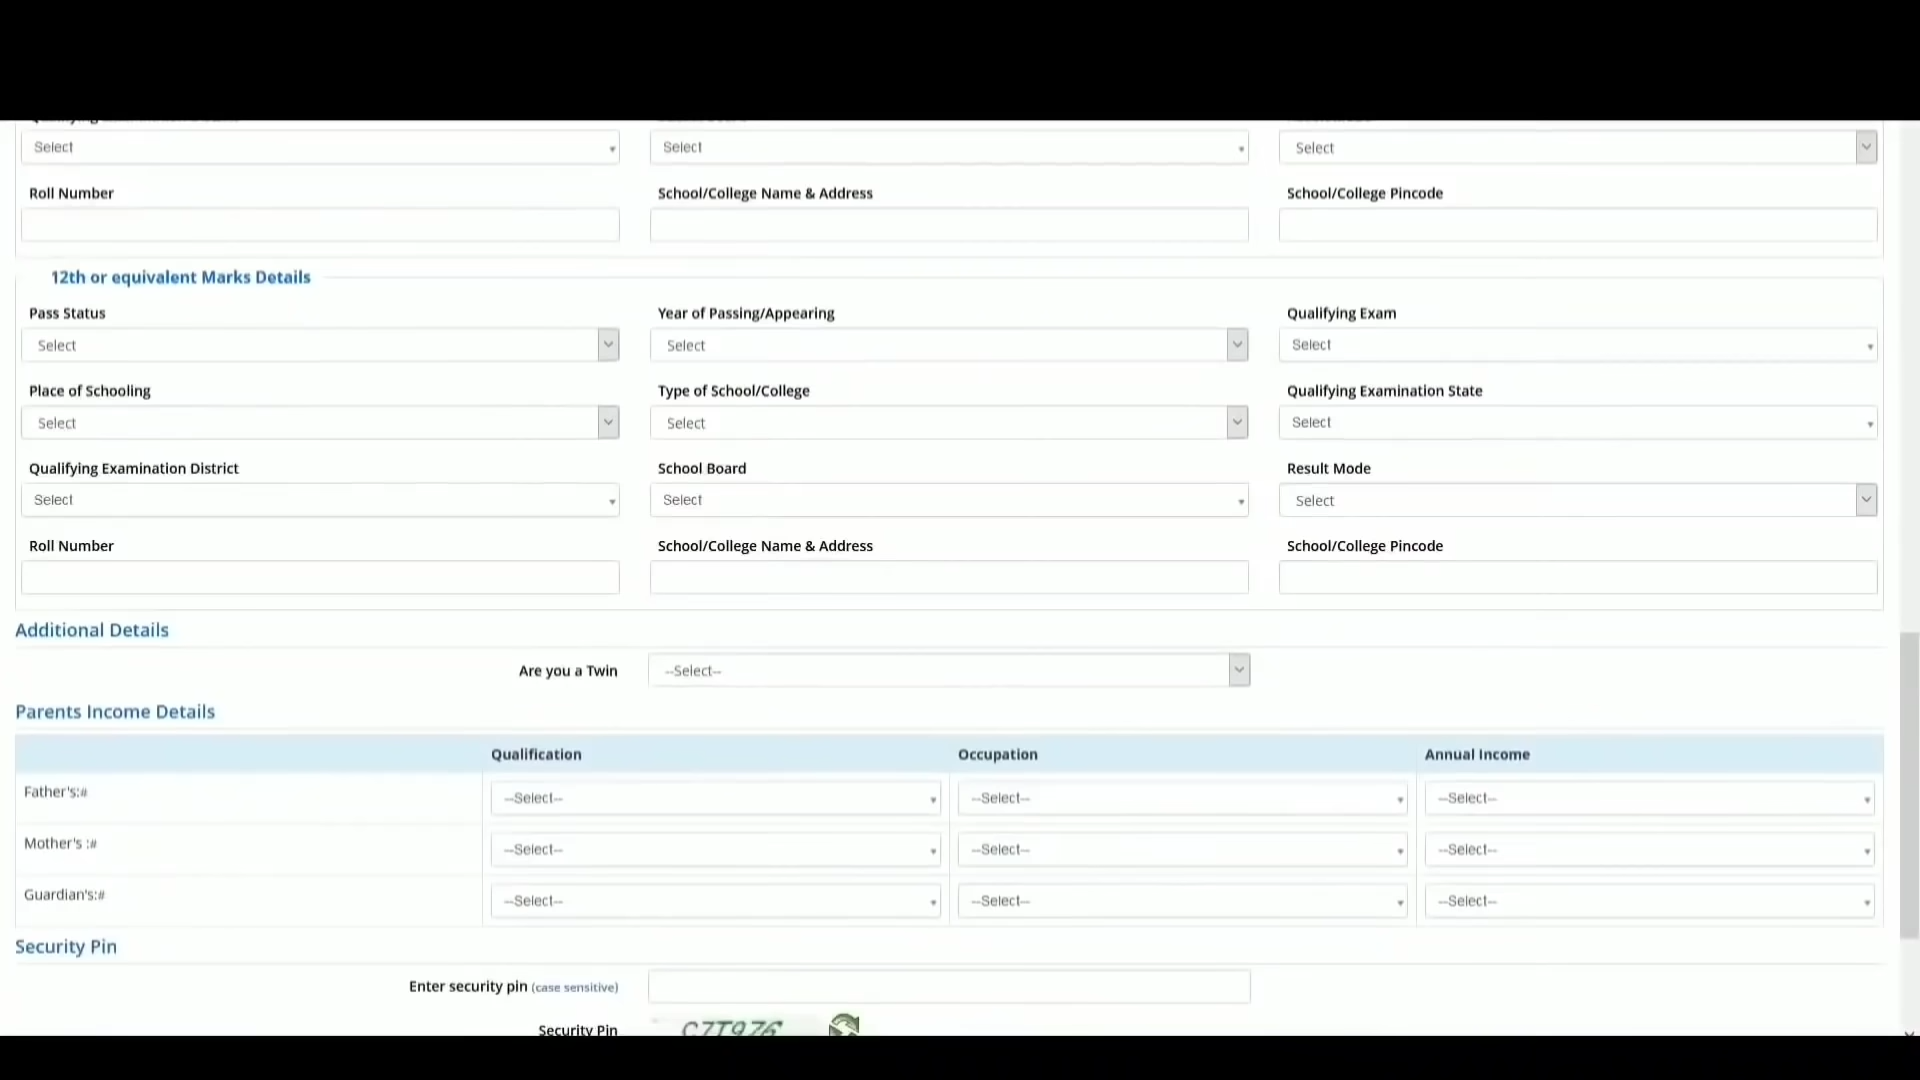 Select Select Select
Roll Number School/College Name & Address School/College Pincode
12th or equivalent Marks Details
Pass Status Year of Passing/Appearing Qualifying Exam
Select Select Select
Place of Schooling Type of School/College Qualifying Examination State
Select Select Select
Qualifying Examination District School Board Result Mode
Select Select Select
Roll Number School/College Name & Address School/College Pincode
Additional Details
Are you a Twin --Select--
Parents Income Details
Qualification Occupation Annual Income
Father's:# --Select-- --Select-- --Select--
Mother's :# --Select-- --Select-- --Select--
Guardian's:# --Select-- --Select-- --Select--
Security Pin
Enter security pin (case sensitive)
Security Pin